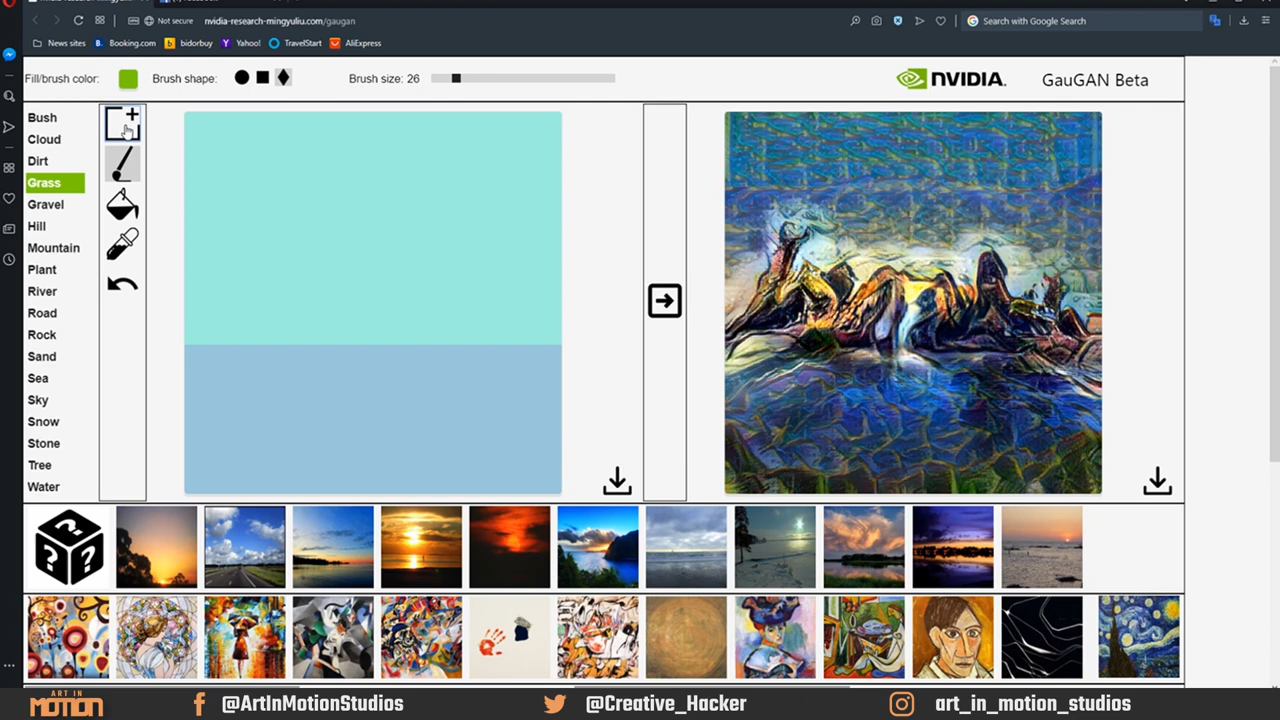 Not secure nvidia-research-mingyuliu.com/gaugan Search with Google Search
News sites Booking.com bidorbuy Yahoo! TravelStart AliExpress
Fill/brush color: Brush shape: Brush size: 26 NVIDIA. GauGAN Beta
Bush
Cloud
Dirt
Grass
Gravel
Hill
Mountain
Plant
River
Road
Rock
Sand
Sea
Sky
Snow
Stone
Tree
Water
ART IN
MOTION
@ArtInMotionStudios @Creative_Hacker art_in_motion_studios